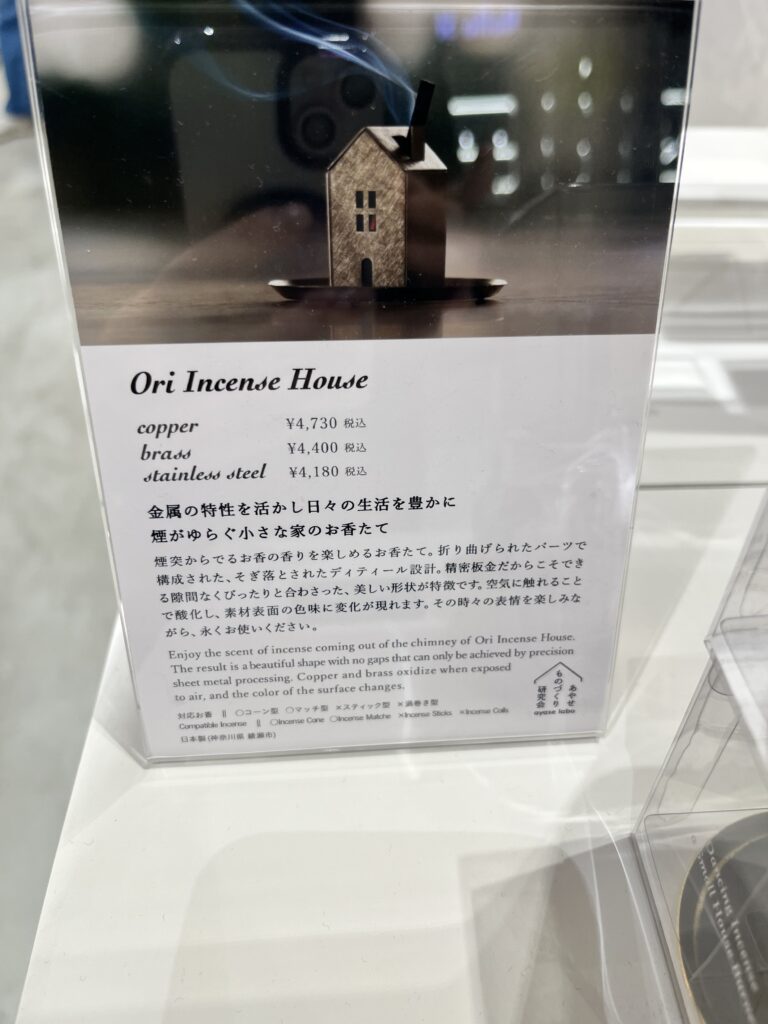 Ori Incense House
copper ¥4,730 税込
brass ¥4,400 税込
stainless steel ¥4,180 税込
金属の特性を活かし日々の生活を豊かに
煙がゆらぐ小さな家のお香たて
煙突からでるお香の香りを楽しめるお香たて。折り曲げられたパーツで
構成された、そぎ落とされたディティール設計。精密板金だからこそでき
る隙間なくぴったりと合わさった、美しい形状が特徴です。空気に触れること
で酸化し、素材表面の色味に変化が現れます。その時々の表情を楽しみな
がら、永くお使いください。
Enjoy the scent of incense coming out of the chimney of Ori Incense House.
The result is a beautiful shape with no gaps that can only be achieved by precision
sheet metal processing. Copper and brass oxidize when exposed
to air, and the color of the surface changes.
対応お香 || ○コーン型 ○マッチ型 ×スティック型 ×渦巻き型
Compatible Incense || ○Incense Cone ○Incense Matche ×Incense Sticks ×Incense Coils
日本製(神奈川県 綾瀬市)
あやせ
ものづくり
研究会
ayase labo
Dancing Incense
Small House